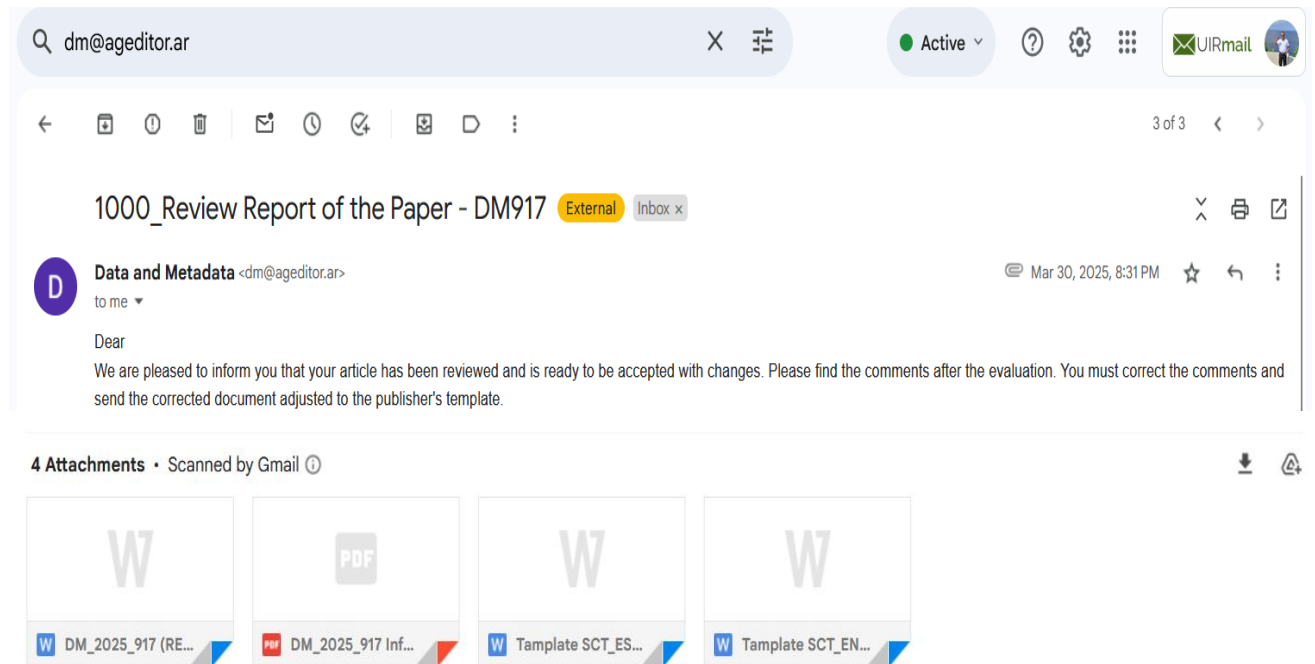 dm@ageditor.ar
Active
UIRmail
3 of 3
1000_Review Report of the Paper - DM917 External Inbox x
Data and Metadata <dm@ageditor.ar> Mar 30, 2025, 8:31 PM
to me
D
Dear
We are pleased to inform you that your article has been reviewed and is ready to be accepted with changes. Please find the comments after the evaluation. You must correct the comments and
send the corrected document adjusted to the publisher's template.
4 Attachments • Scanned by Gmail
W PDF W W
W DM_2025_917 (RE... PDF DM_2025_917 Inf... W Tamplate SCT_ES... W Tamplate SCT_EN...